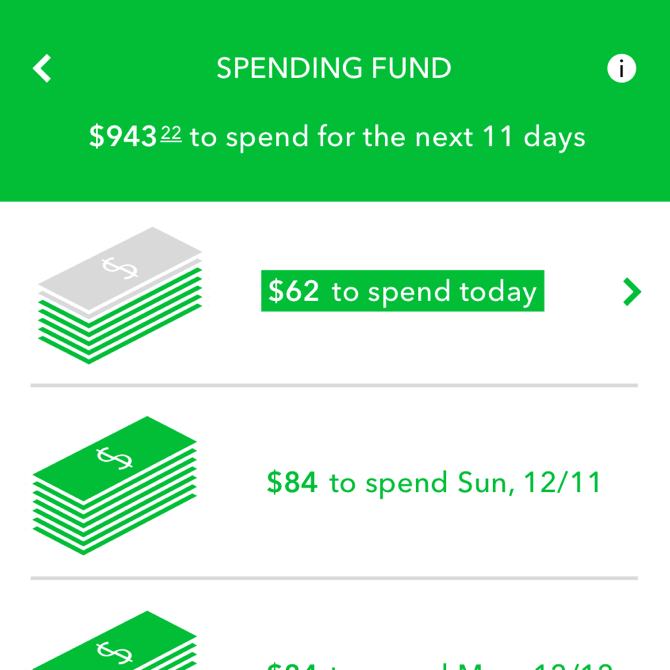 SPENDING FUND
i
$943 22 to spend for the next 11 days
$
$62 to spend today
$
$84 to spend Sun, 12/11
$